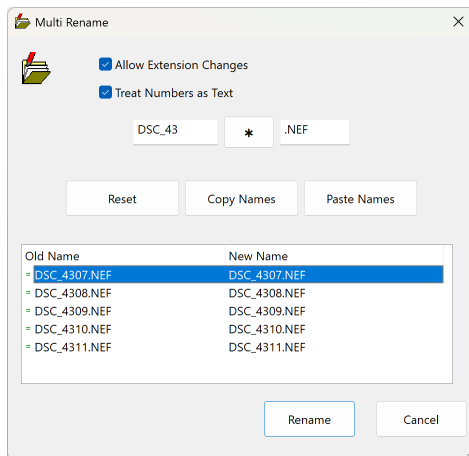 Multi Rename
Allow Extension Changes
Treat Numbers as Text
DSC_43 * .NEF
Reset Copy Names Paste Names
Old Name New Name
= DSC_4307.NEF DSC_4307.NEF
= DSC_4308.NEF DSC_4308.NEF
= DSC_4309.NEF DSC_4309.NEF
= DSC_4310.NEF DSC_4310.NEF
= DSC_4311.NEF DSC_4311.NEF
Rename Cancel